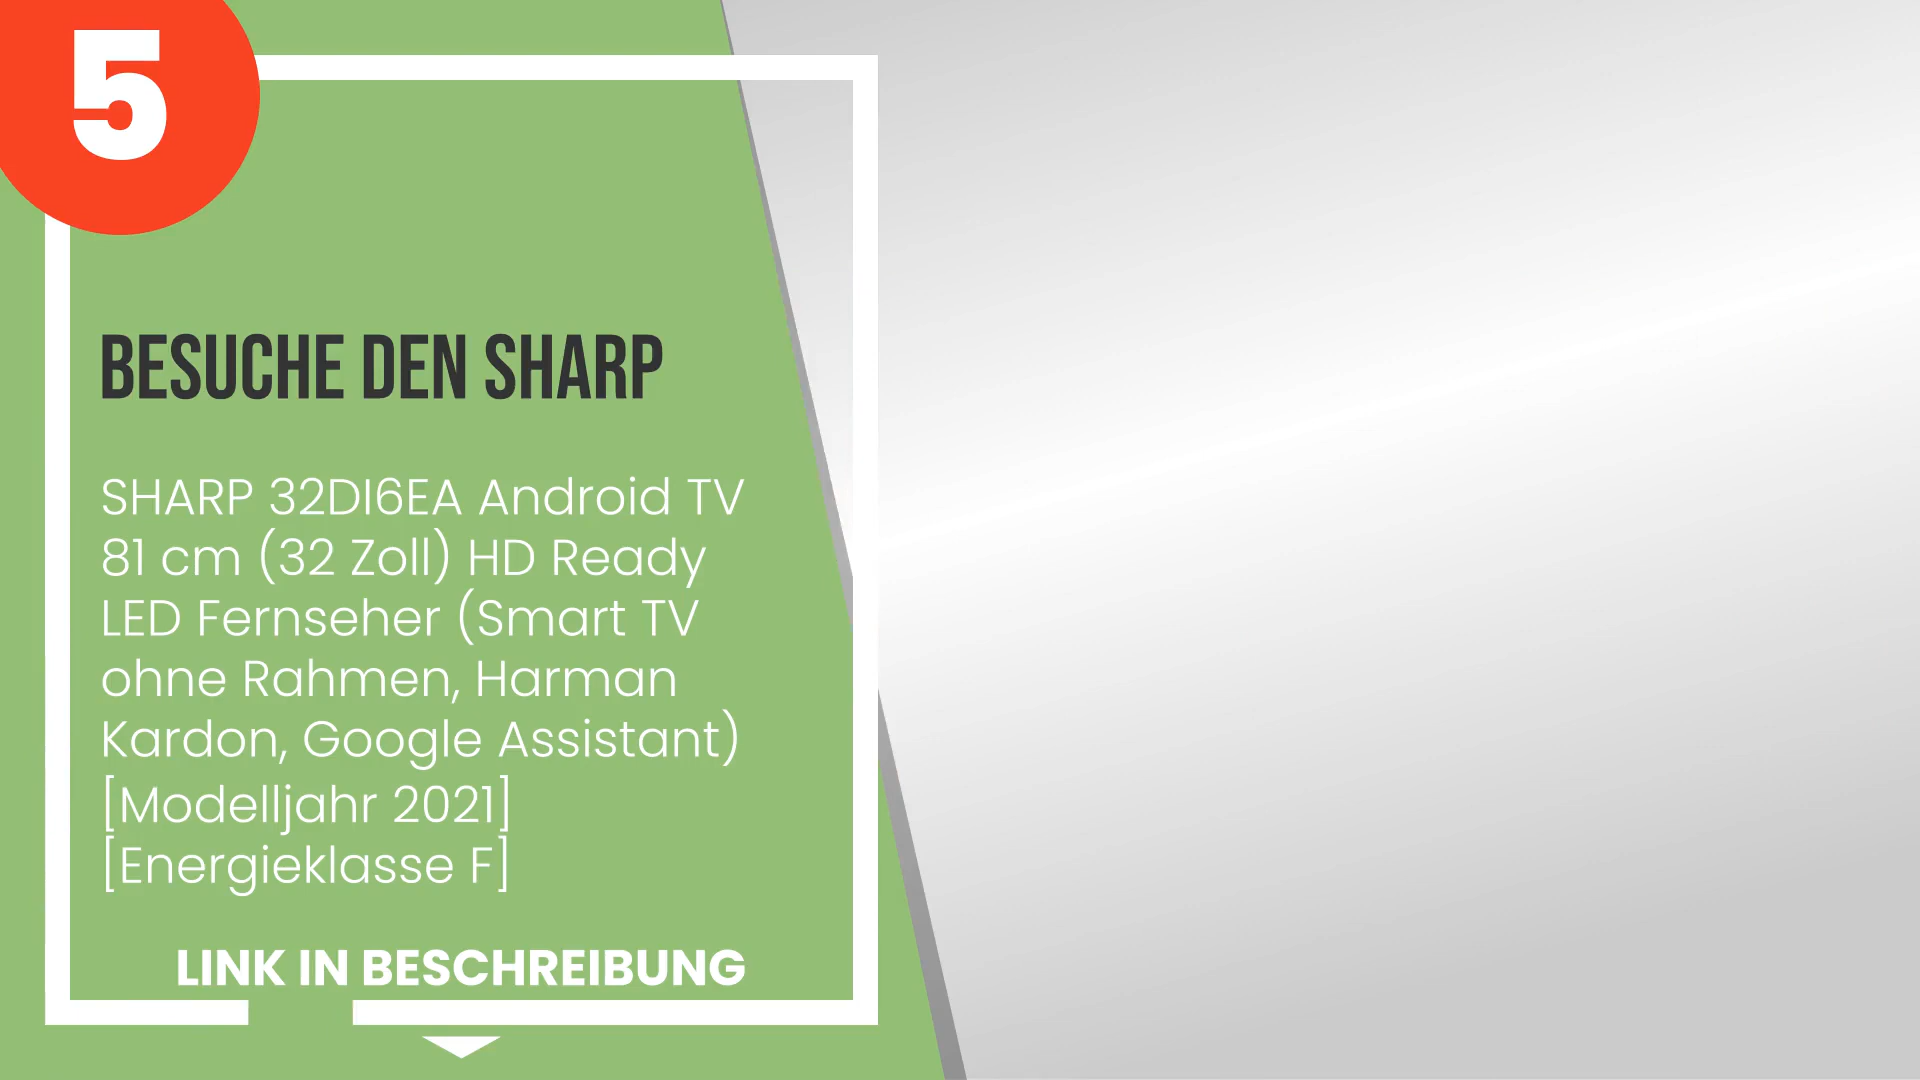 5
BESUCHE DEN SHARP
SHARP 32DI6EA Android TV
81 cm (32 Zoll) HD Ready
LED Fernseher (Smart TV
ohne Rahmen, Harman
Kardon, Google Assistant)
[Modelljahr 2021]
[Energieklasse F]
LINK IN BESCHREIBUNG